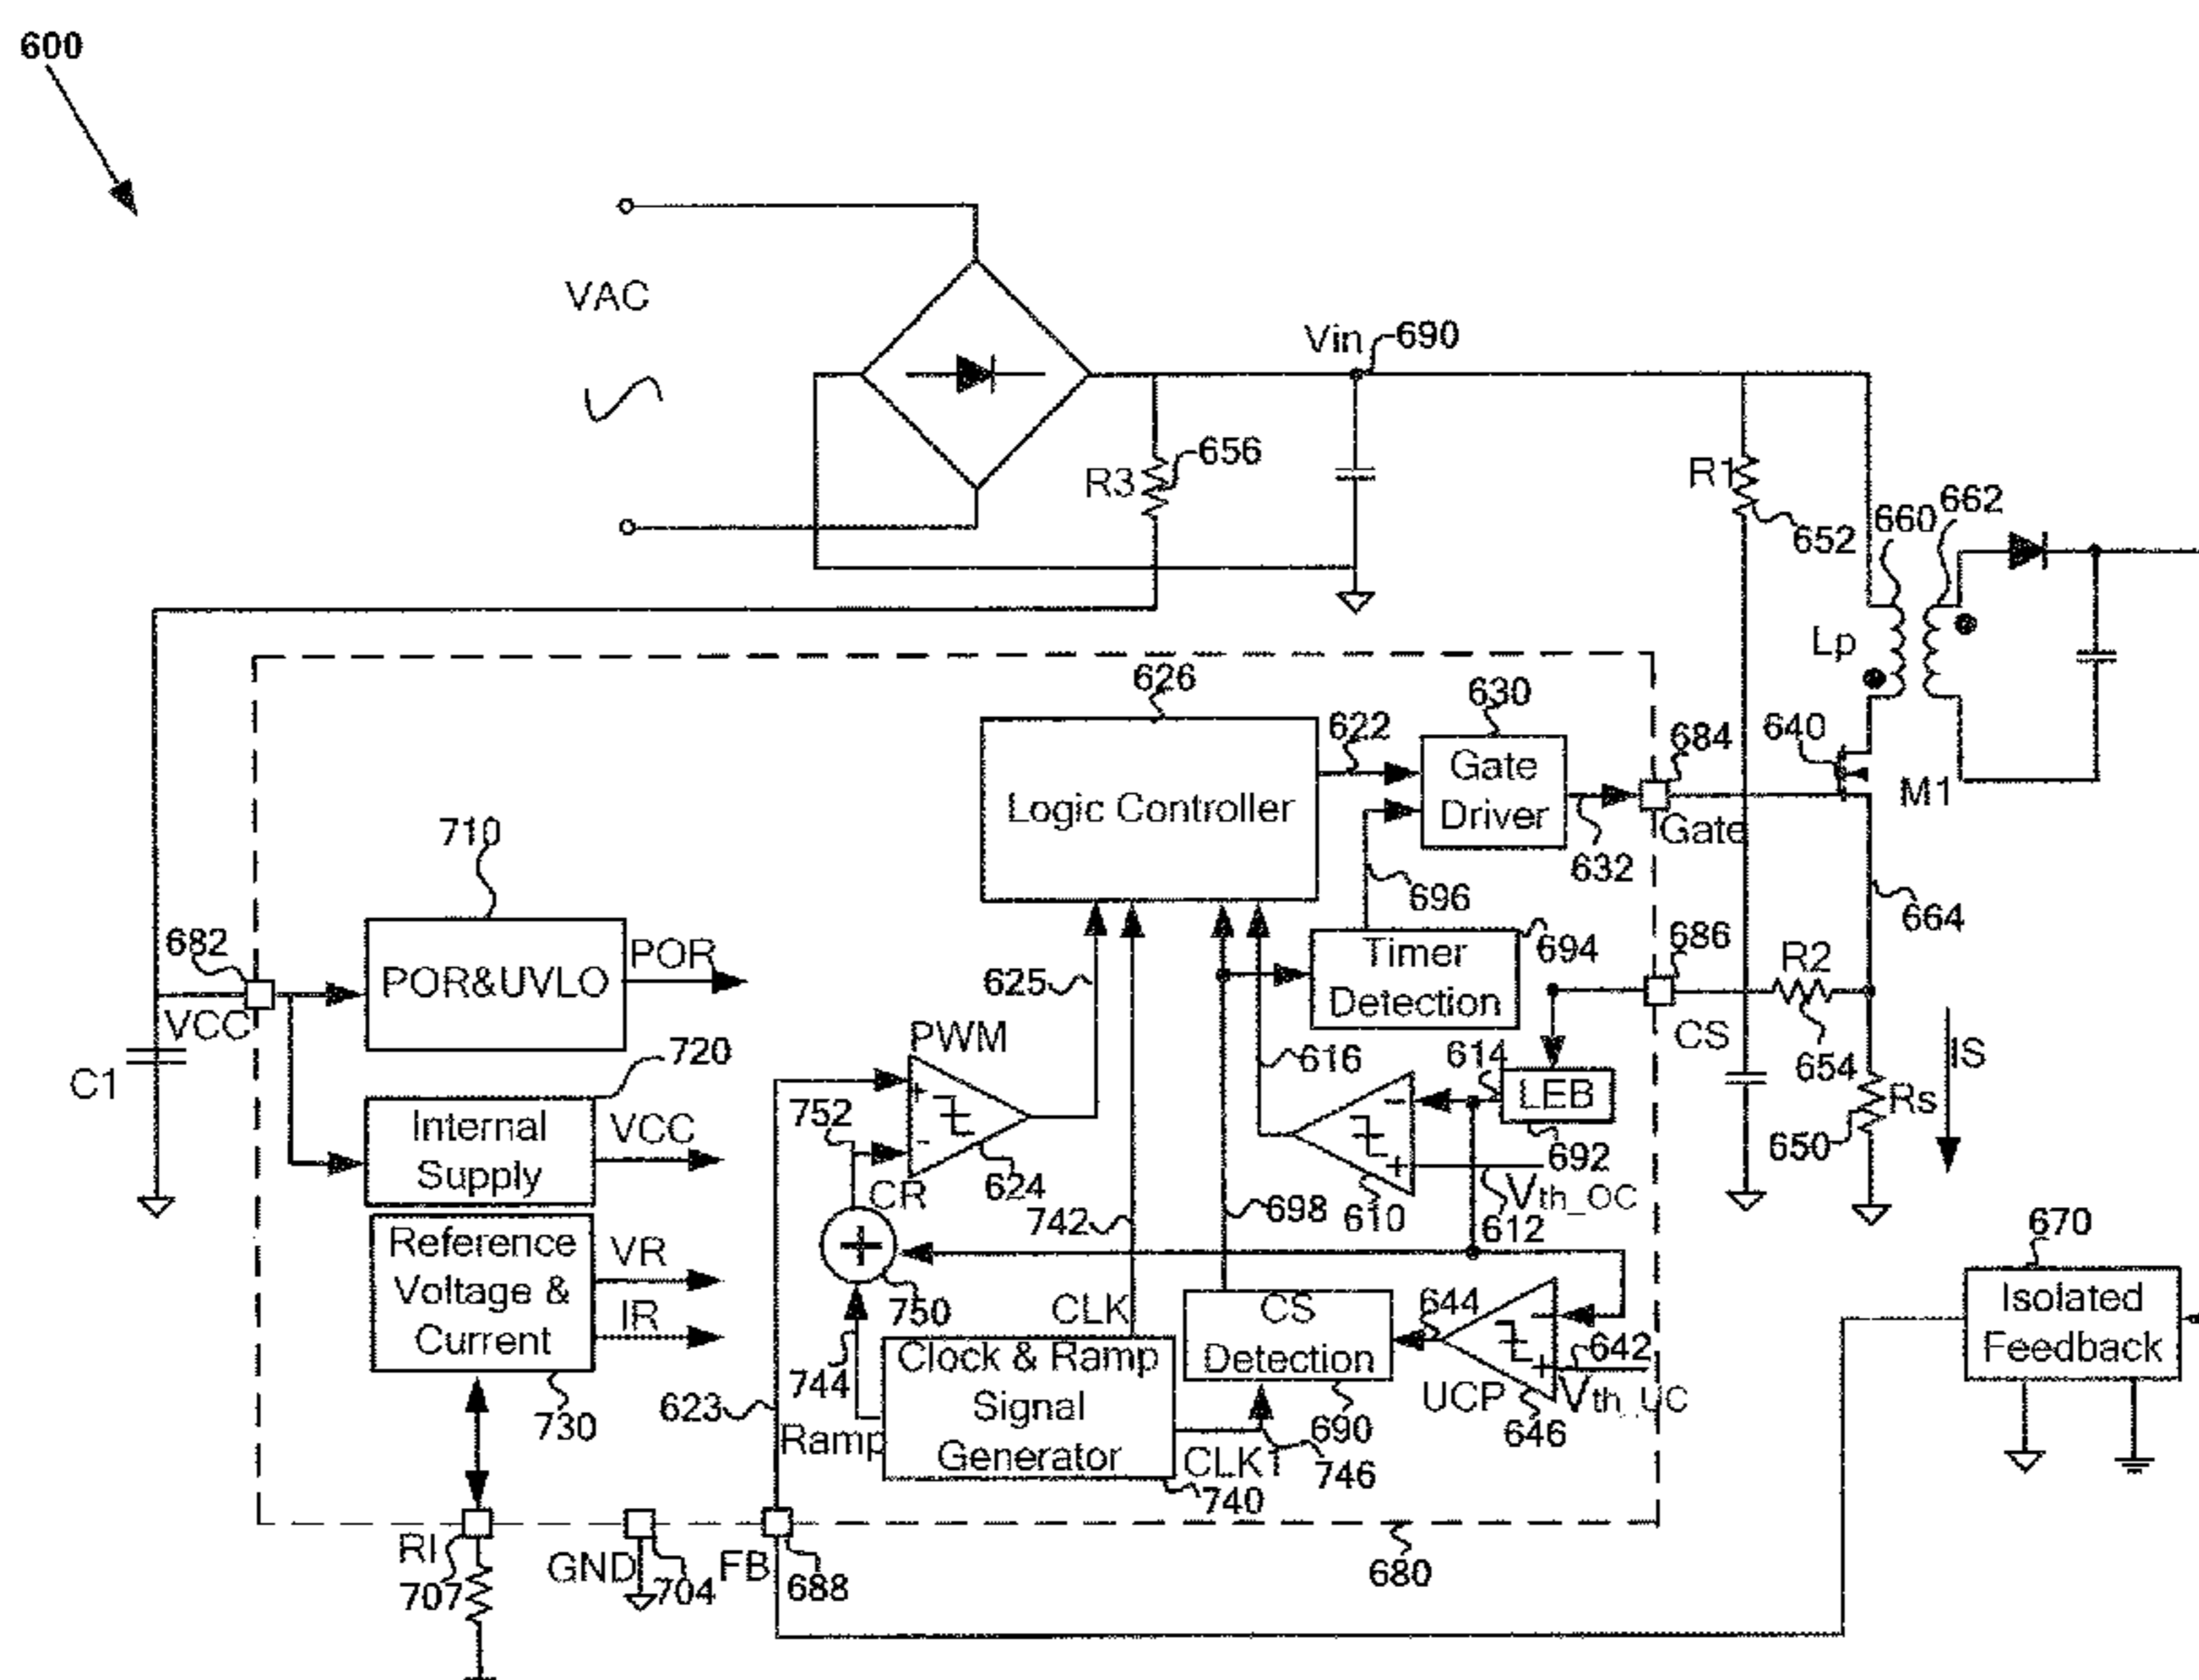 600
VAC
Vin
690
R3
656
R1
652
660
662
Lp
640
M1
684
Gate
664
626
Logic Controller
622
630
Gate
Driver
632
696
694
Timer
Detection
686
CS
R2
654
IS
Rs
650
710
POR&UVLO
POR
682
VCC
C1
720
Internal
Supply
VCC
Reference
Voltage &
Current
VR
IR
730
625
PWM
+
-
624
752
CR
+
750
744
Ramp
623
742
CLK
Clock & Ramp
Signal
Generator
740
CLK1
746
698
616
614
LEB
692
-
+
610
612
Vth_OC
CS
Detection
690
644
-
+
642
UCP
646
Vth_UC
670
Isolated
Feedback
RI
707
GND
704
FB
688
680